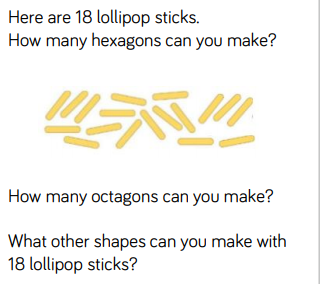 Here are 18 lollipop sticks.
How many hexagons can you make?
How many octagons can you make?
What other shapes can you make with
18 lollipop sticks?